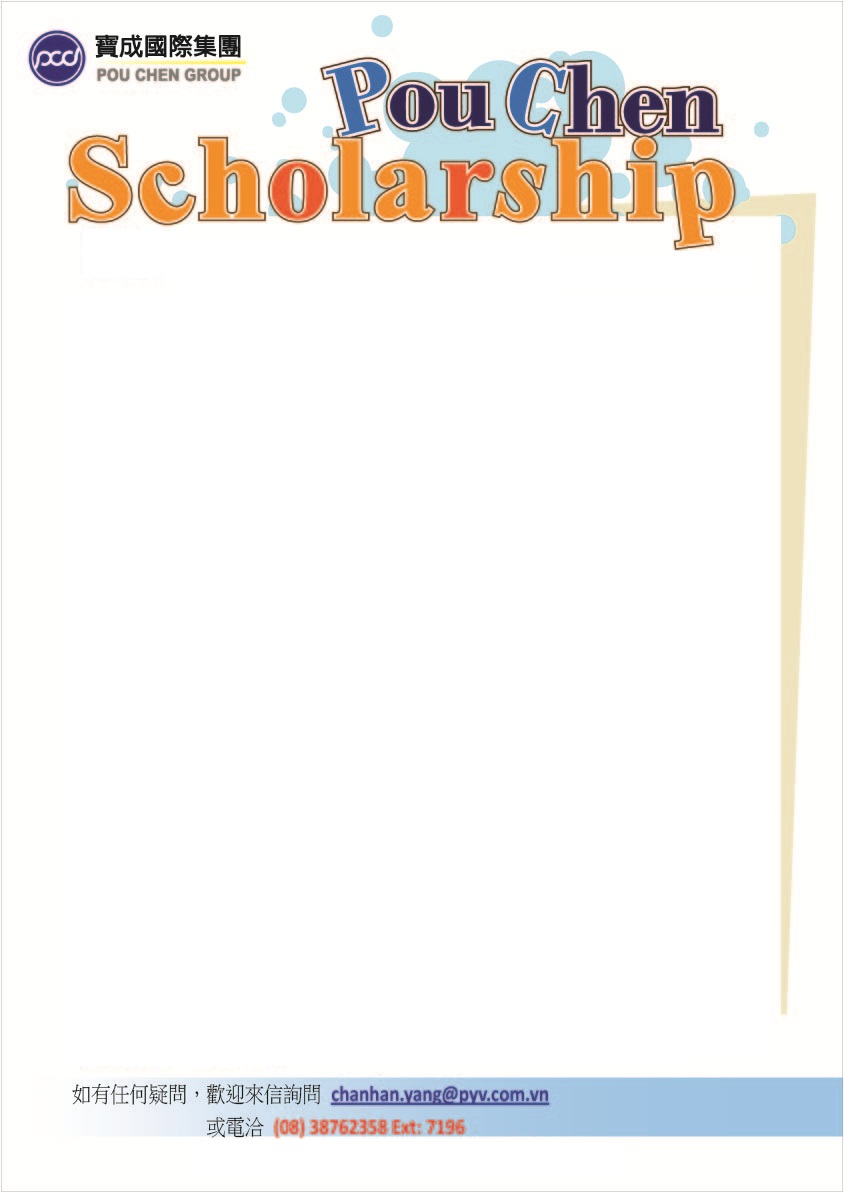 pcd
寶成國際集團
POU CHEN GROUP
Pou Chen
Scholarship
如有任何疑問，歡迎來信詢問 chanhan.yang@pyv.com.vn
或電洽 (08) 38762358 Ext: 7196